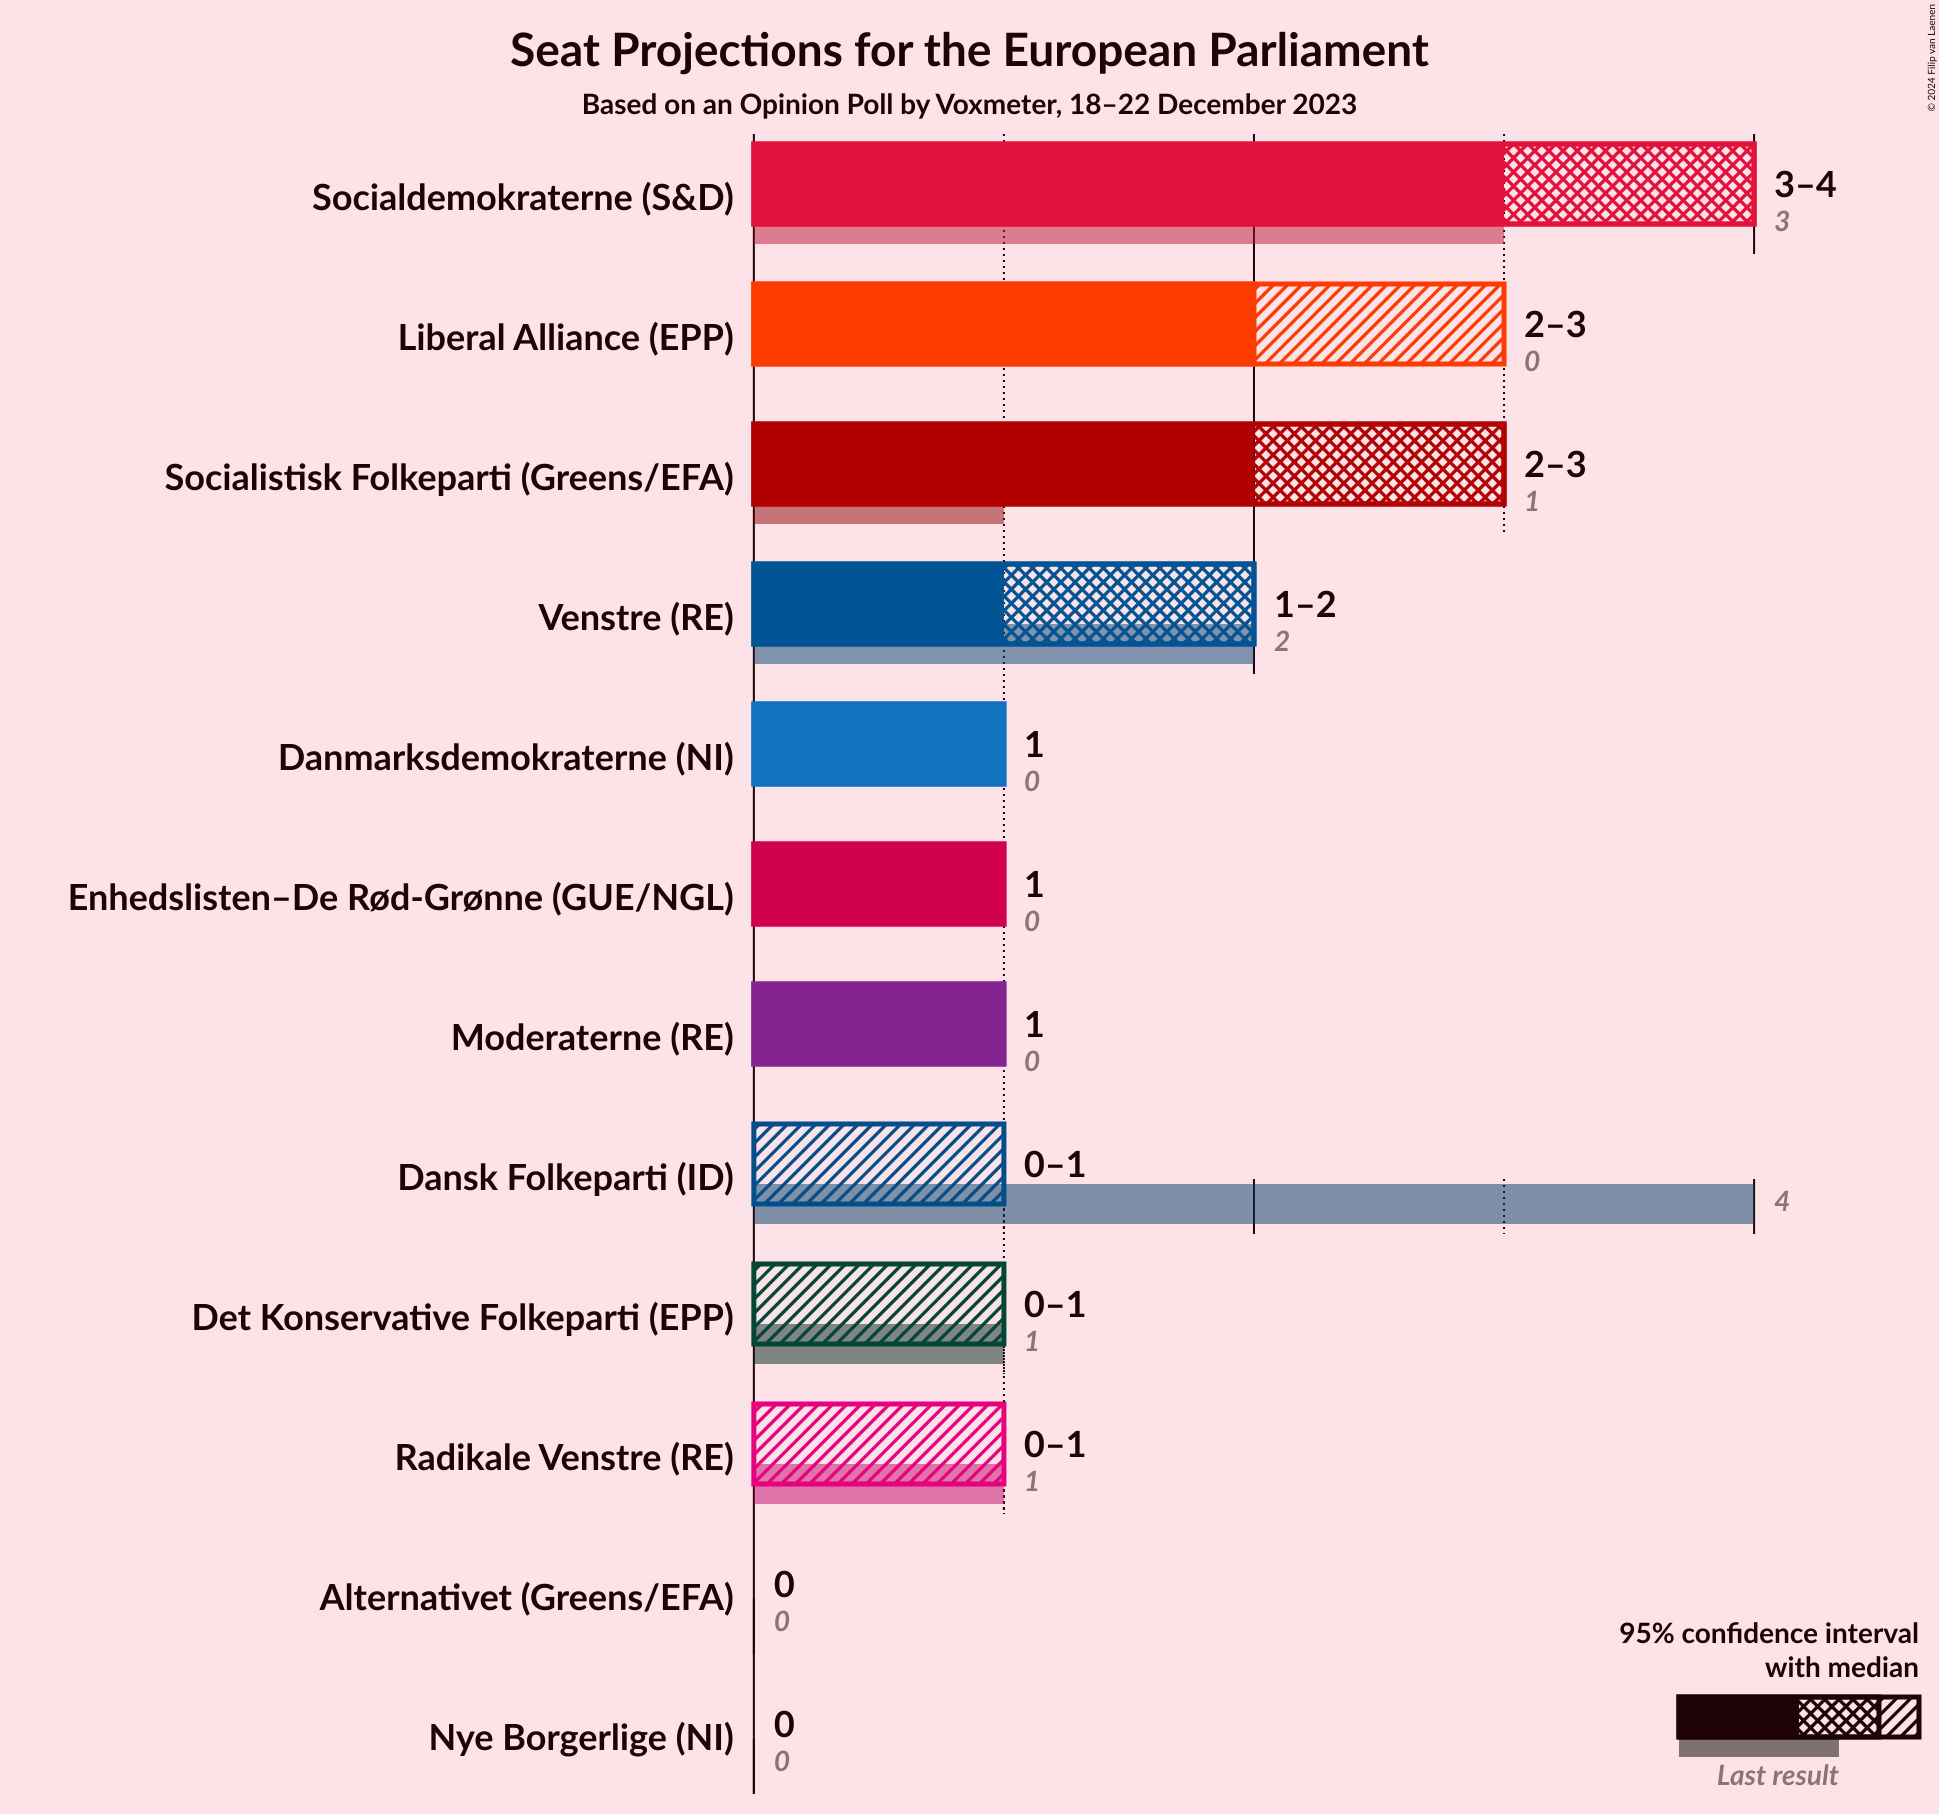 Seat Projections for the European Parliament
Based on an Opinion Poll by Voxmeter, 18–22 December 2023
© 2024 Filip van Laenen
Socialdemokraterne (S&D)
3–4
3
Liberal Alliance (EPP)
2–3
0
Socialistisk Folkeparti (Greens/EFA)
2–3
1
Venstre (RE)
1–2
2
Danmarksdemokraterne (NI)
1
0
Enhedslisten–De Rød-Grønne (GUE/NGL)
1
0
Moderaterne (RE)
1
0
Dansk Folkeparti (ID)
0–1
4
Det Konservative Folkeparti (EPP)
0–1
1
Radikale Venstre (RE)
0–1
1
Alternativet (Greens/EFA)
0
0
Nye Borgerlige (NI)
0
0
95% confidence interval
with median
Last result